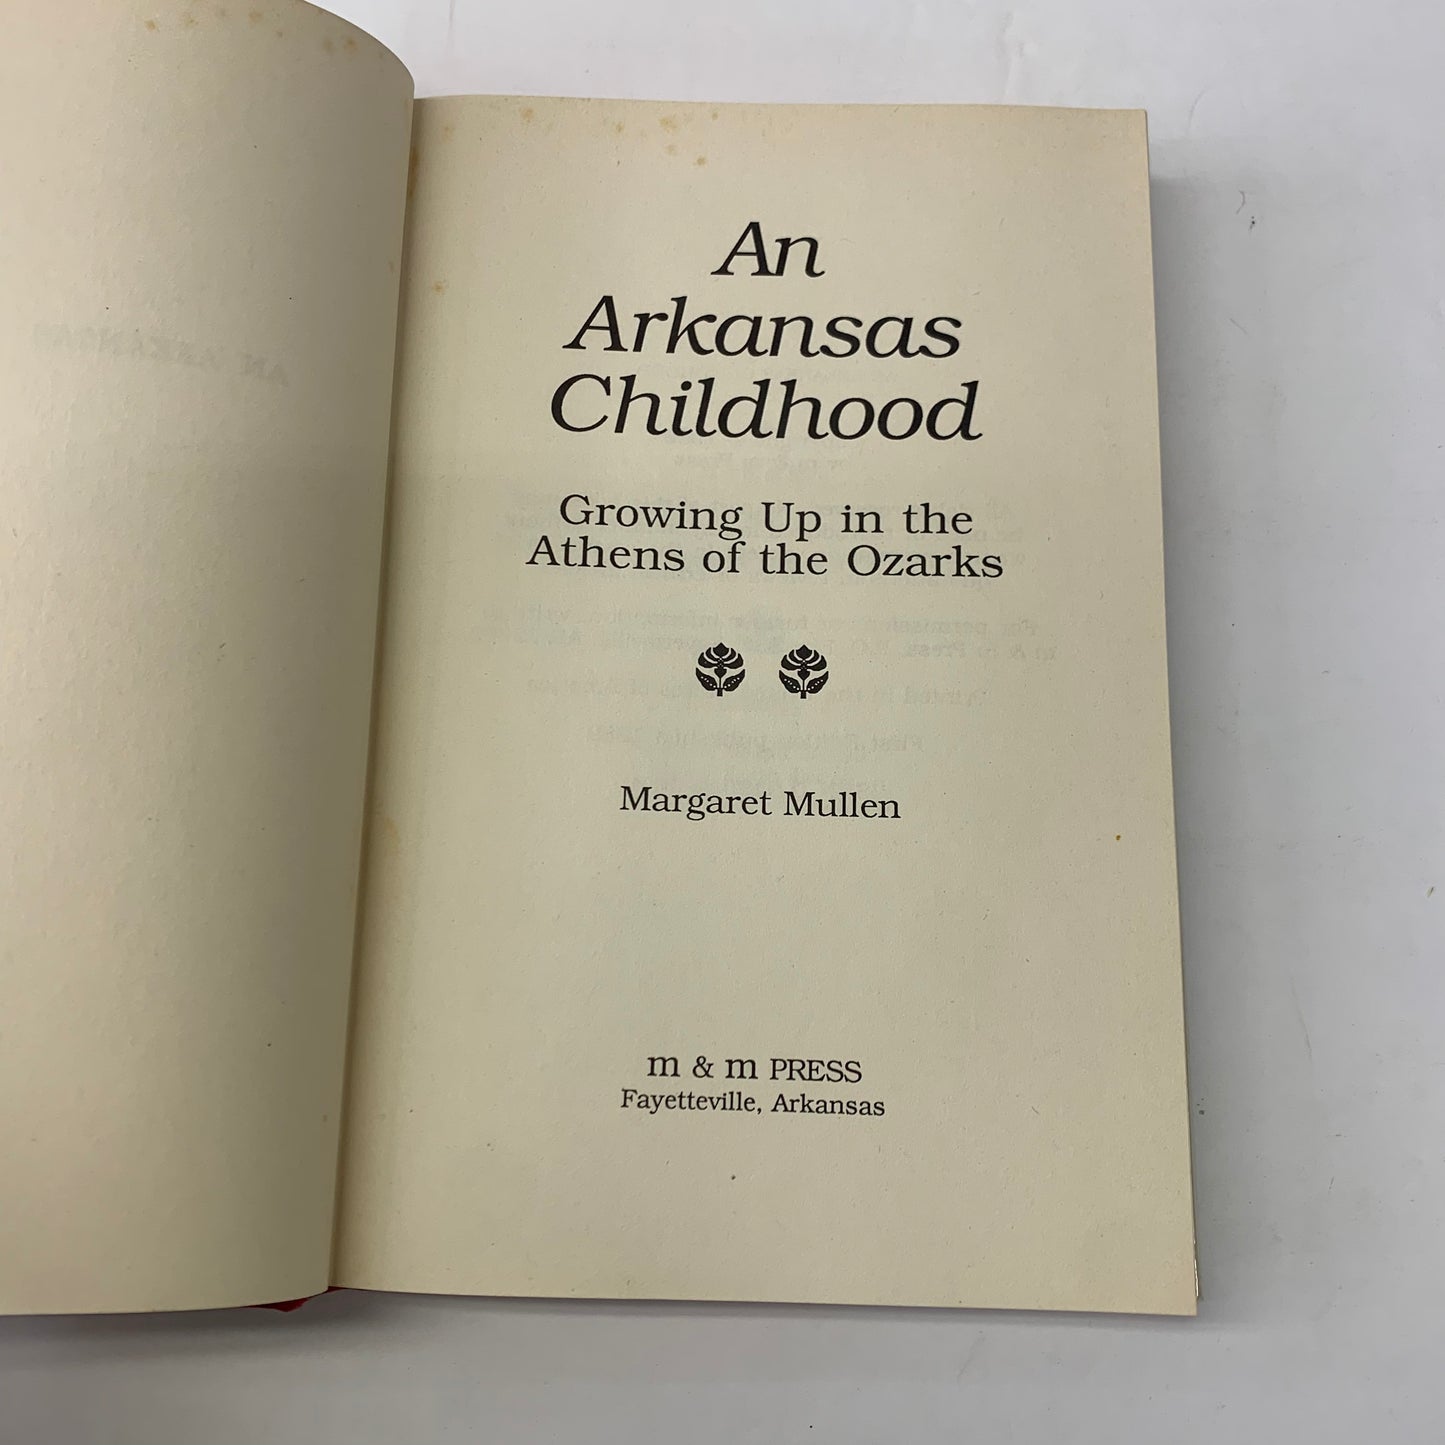 An
Arkansas
Childhood
Growing Up in the
Athens of the Ozarks
Margaret Mullen
m & m PRESS
Fayetteville, Arkansas